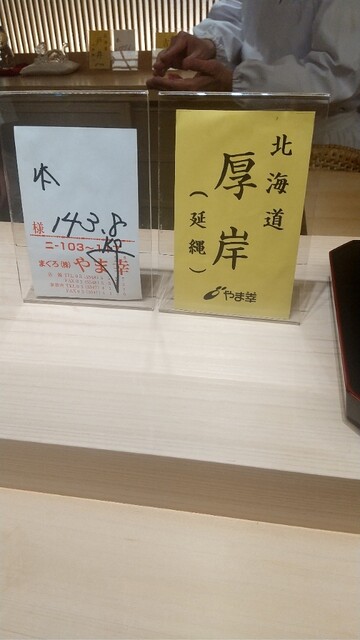 本
様 143.8
ニ-103~
まぐろ(株)やま幸
北海道
厚岸
(延縄)
やま幸